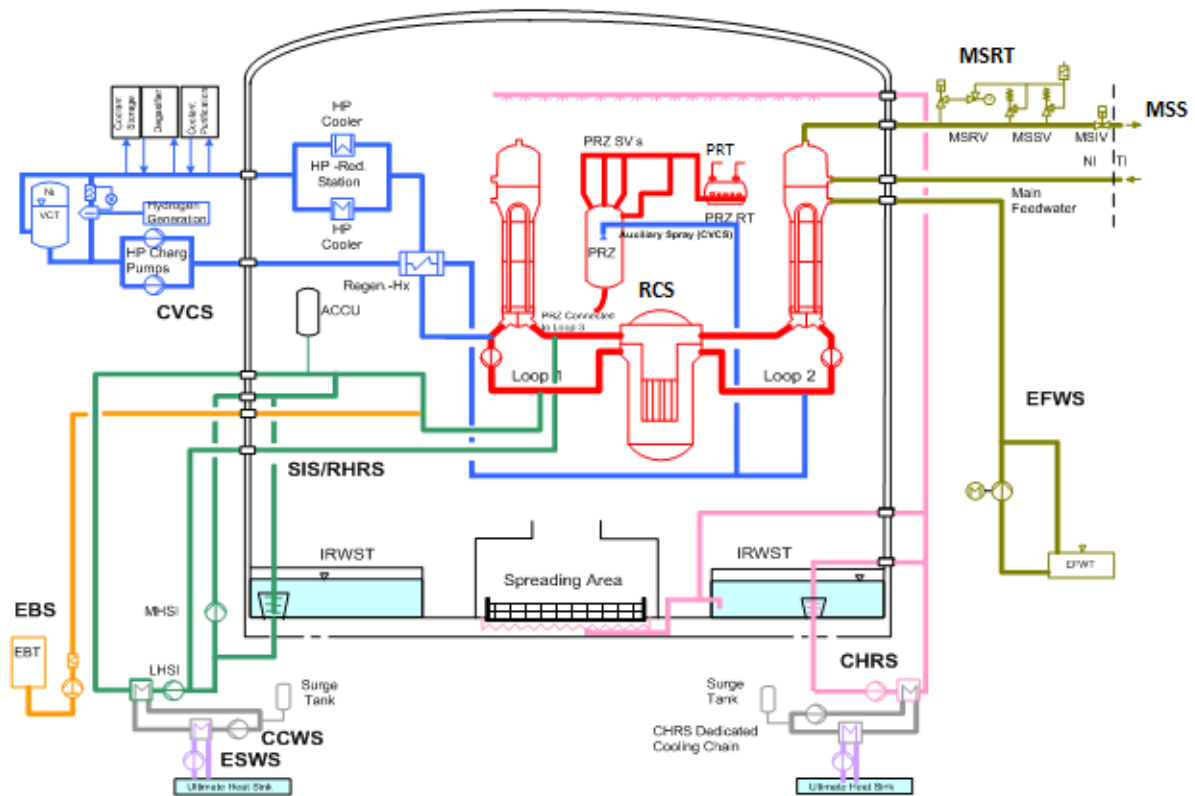 MSRT
MSS
Coolant
Storage
Degasifier
Coolant
Purification
HP
Cooler
HP -Red.
Station
HP
Cooler
PRZ SV's
PRT
PRZ RT
MSRV
MSSV
MSIV
NI
TI
Main
Feedwater
N₂
VCT
Hydrogen
Generation
HP Charg.
Pumps
CVCS
Regen.-Hx
Auxiliary Spray (CVCS)
PRZ
ACCU
RCS
PRZ Connected
to Loop 3
Loop 1
Loop 2
EFWS
SIS/RHRS
IRWST
Spreading Area
IRWST
EFWT
EBS
EBT
MHSI
LHSI
CHRS
Surge
Tank
Surge
Tank
CCWS
CHRS Dedicated
Cooling Chain
ESWS
Ultimate Heat Sink
Ultimate Heat Sink